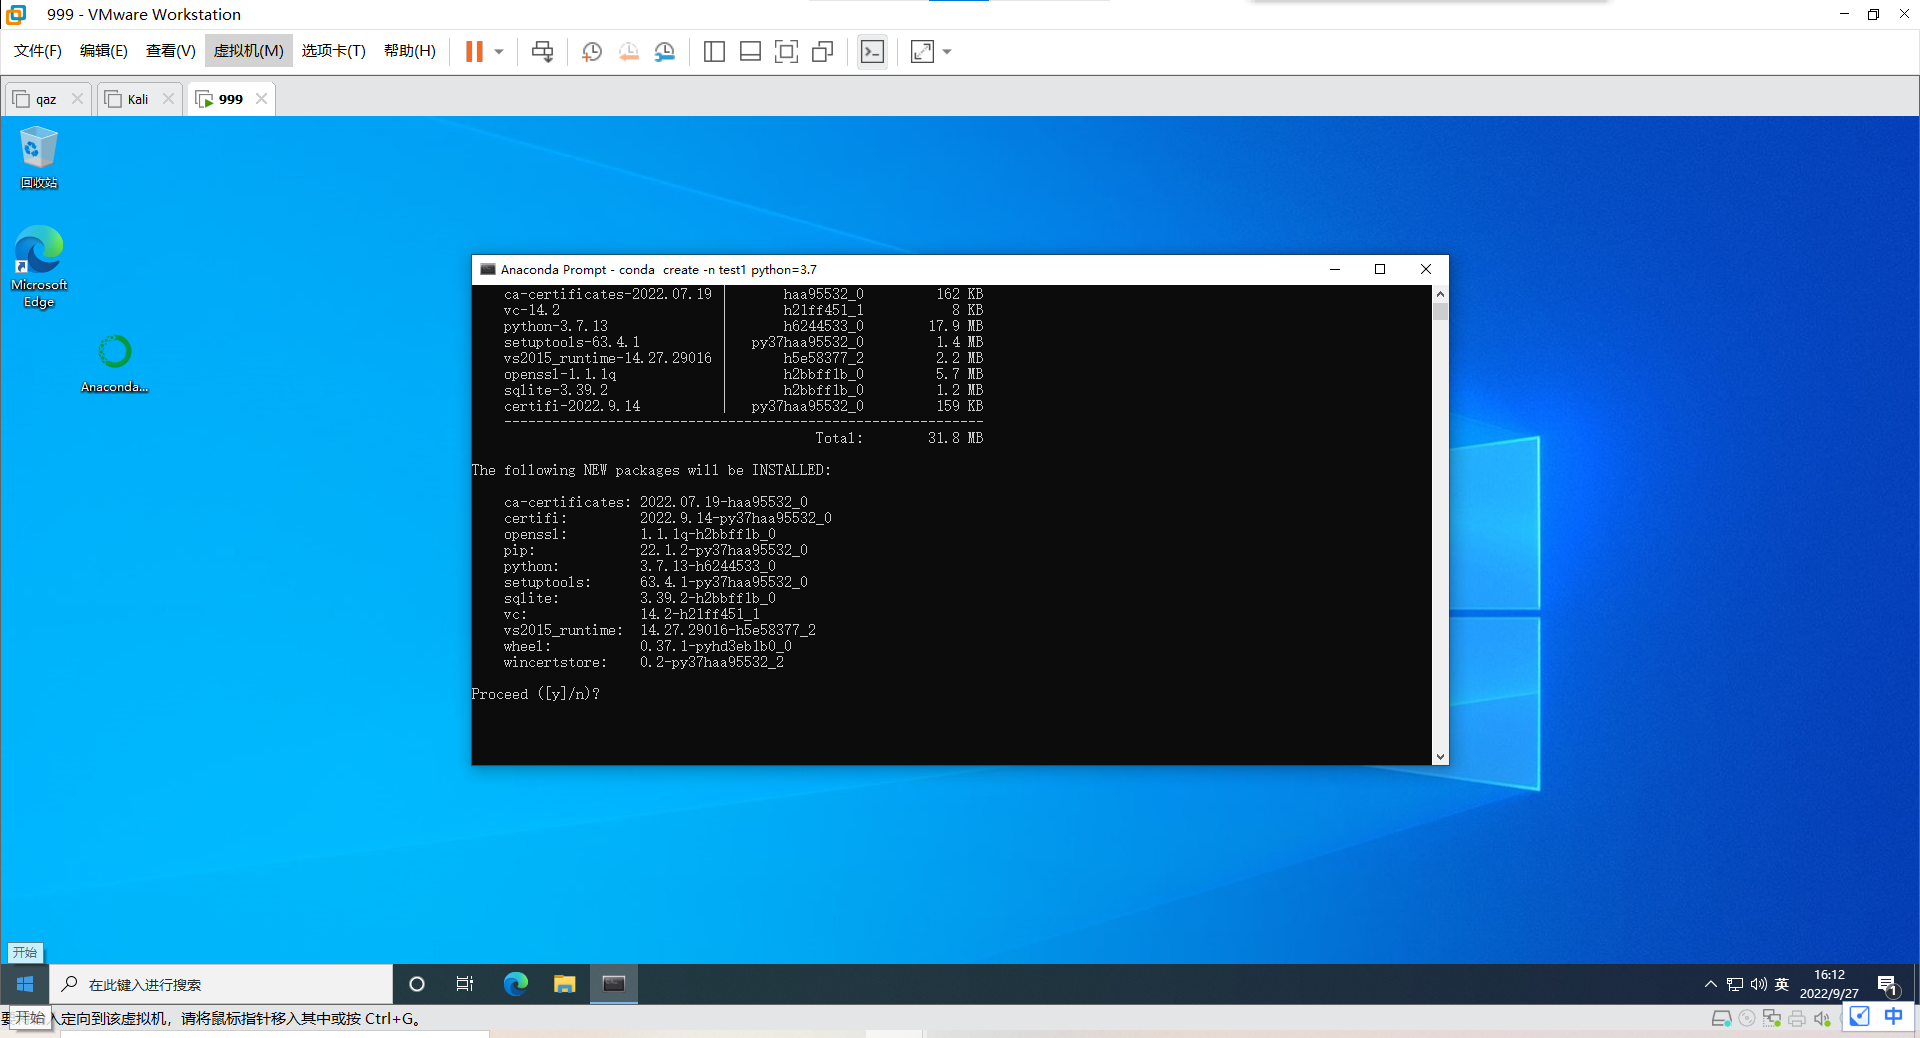 999 - VMware Workstation
文件(F) 编辑(E) 查看(V) 虚拟机(M) 选项卡(T) 帮助(H)
qaz Kali 999
回收站
Microsoft
Edge
Anaconda...
Anaconda Prompt - conda  create -n test1 python=3.7
ca-certificates-2022.07.19 | haa95532_0 162 KB
vc-14.2 | h21ff451_1 8 KB
python-3.7.13 | h6244533_0 17.9 MB
setuptools-63.4.1 | py37haa95532_0 1.4 MB
vs2015_runtime-14.27.29016 | h5e58377_2 2.2 MB
openssl-1.1.1q | h2bbff1b_0 5.7 MB
sqlite-3.39.2 | h2bbff1b_0 1.2 MB
certifi-2022.9.14 | py37haa95532_0 159 KB
------------------------------------------------------------
Total: 31.8 MB
The following NEW packages will be INSTALLED:
ca-certificates: 2022.07.19-haa95532_0
certifi: 2022.9.14-py37haa95532_0
openssl: 1.1.1q-h2bbff1b_0
pip: 22.1.2-py37haa95532_0
python: 3.7.13-h6244533_0
setuptools: 63.4.1-py37haa95532_0
sqlite: 3.39.2-h2bbff1b_0
vc: 14.2-h21ff451_1
vs2015_runtime: 14.27.29016-h5e58377_2
wheel: 0.37.1-pyhd3eb1b0_0
wincertstore: 0.2-py37haa95532_2
Proceed ([y]/n)?
开始
在此键入进行搜索
英
16:12
2022/9/27
1
开始
要 入定向到该虚拟机，请将鼠标指针移入其中或按 Ctrl+G。
中